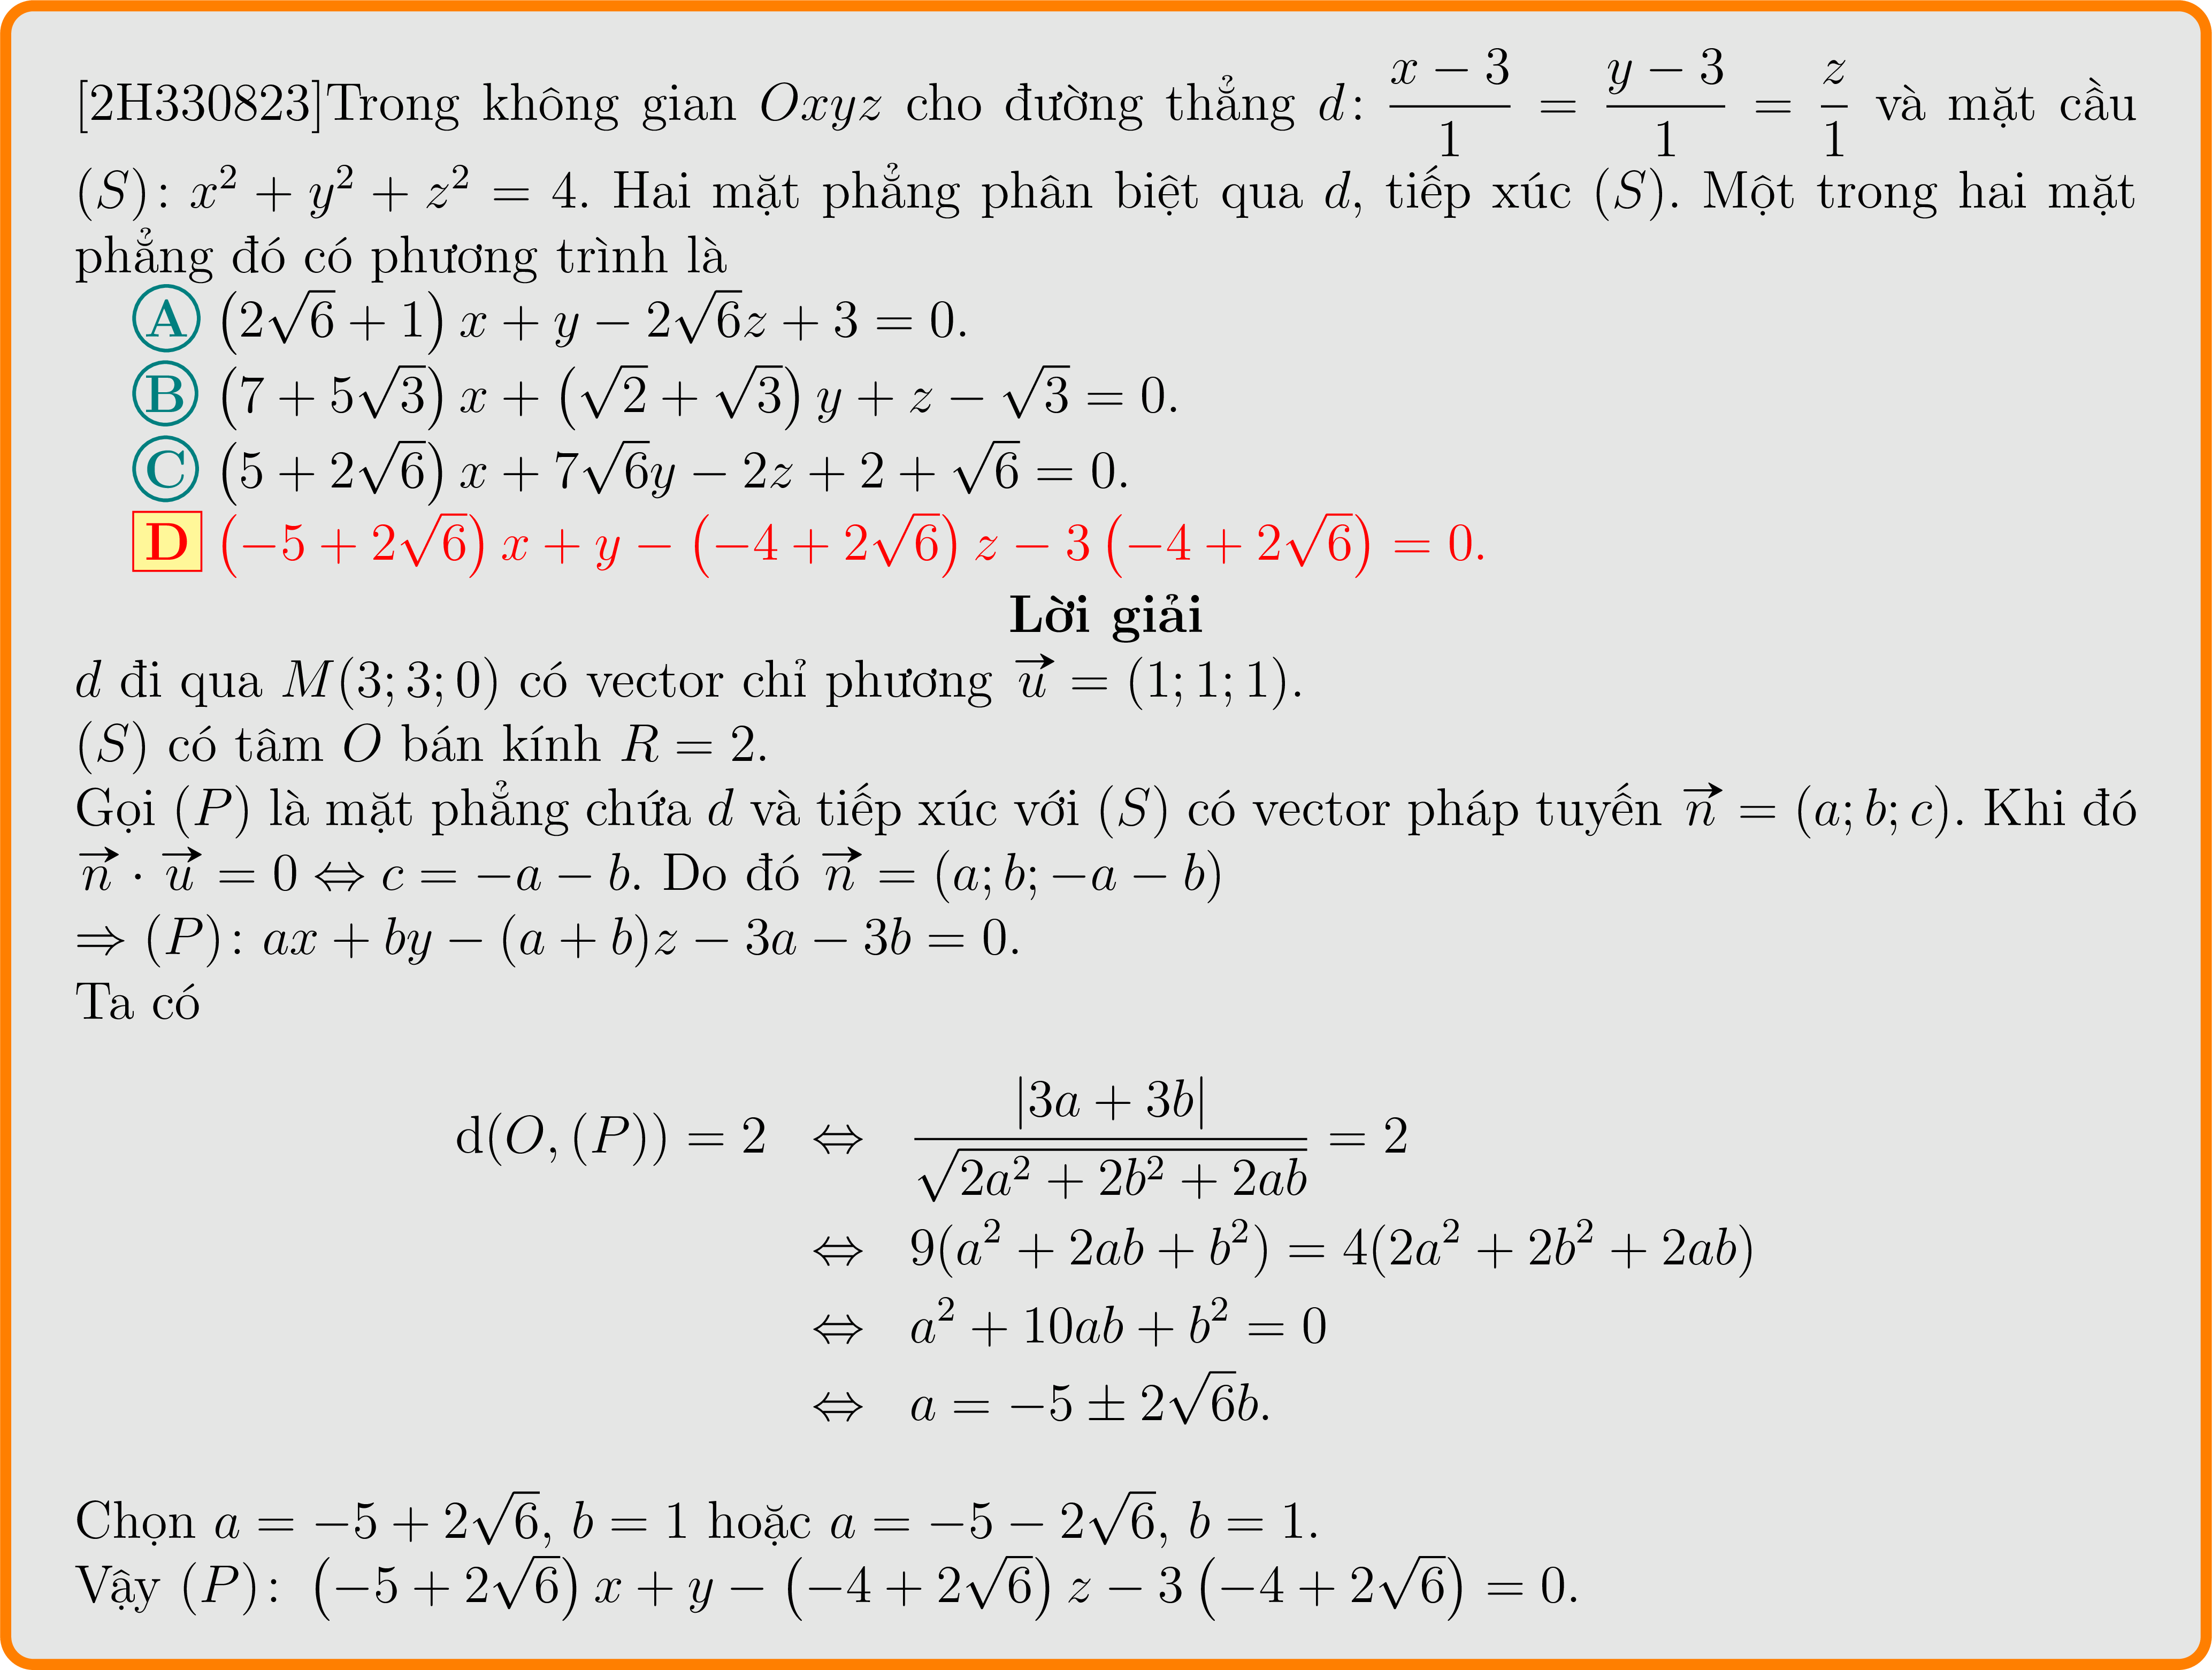 [2H330823]Trong không gian $Oxyz$ cho đường thẳng $d\colon \dfrac{x-3}{1} = \dfrac{y-3}{1} = \dfrac{z}{1}$ và mặt cầu
$(S)\colon x^2 + y^2 + z^2 = 4$. Hai mặt phẳng phân biệt qua $d$, tiếp xúc $(S)$. Một trong hai mặt
phẳng đó có phương trình là
A $\left(2\sqrt{6}+1\right)x + y - 2\sqrt{6}z + 3 = 0$.
B $\left(7+5\sqrt{3}\right)x + \left(\sqrt{2}+\sqrt{3}\right)y + z - \sqrt{3} = 0$.
C $\left(5+2\sqrt{6}\right)x + 7\sqrt{6}y - 2z + 2 + \sqrt{6} = 0$.
D $\left(-5+2\sqrt{6}\right)x + y - \left(-4+2\sqrt{6}\right)z - 3\left(-4+2\sqrt{6}\right) = 0$.
Lời giải
$d$ đi qua $M(3;3;0)$ có vector chỉ phương $\overrightarrow{u} = (1;1;1)$.
$(S)$ có tâm $O$ bán kính $R = 2$.
Gọi $(P)$ là mặt phẳng chứa $d$ và tiếp xúc với $(S)$ có vector pháp tuyến $\overrightarrow{n} = (a;b;c)$. Khi đó
$\overrightarrow{n} \cdot \overrightarrow{u} = 0 \Leftrightarrow c = -a - b$. Do đó $\overrightarrow{n} = (a;b;-a-b)$
$\Rightarrow (P)\colon ax + by - (a+b)z - 3a - 3b = 0$.
Ta có
$\mathrm{d}(O,(P)) = 2 \Leftrightarrow \dfrac{|3a+3b|}{\sqrt{2a^2+2b^2+2ab}} = 2$
$\Leftrightarrow 9(a^2 + 2ab + b^2) = 4(2a^2 + 2b^2 + 2ab)$
$\Leftrightarrow a^2 + 10ab + b^2 = 0$
$\Leftrightarrow a = -5 \pm 2\sqrt{6}b$.
Chọn $a = -5 + 2\sqrt{6}$, $b = 1$ hoặc $a = -5 - 2\sqrt{6}$, $b = 1$.
Vậy $(P)\colon \left(-5+2\sqrt{6}\right)x + y - \left(-4+2\sqrt{6}\right)z - 3\left(-4+2\sqrt{6}\right) = 0$.